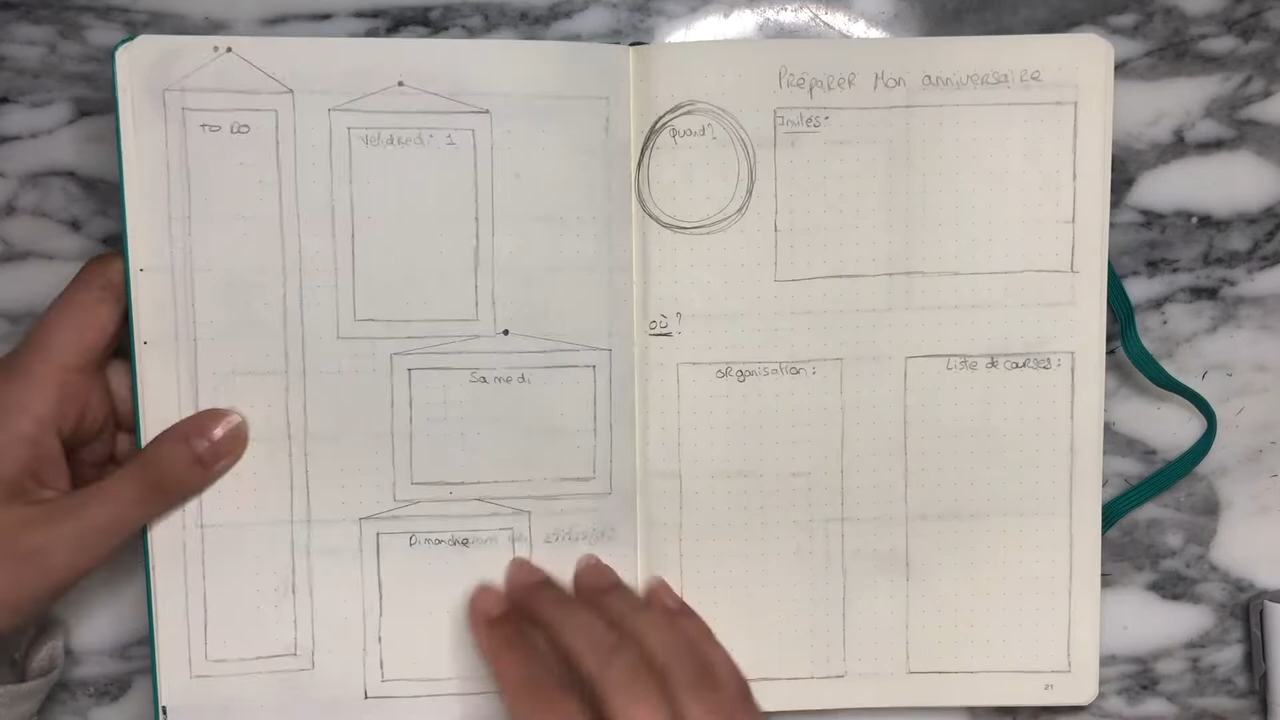 TO DO
Vendredi: 1
Samedi
Dimanche
Préparer Mon anniversaire
Quand?
Invités:
où?
organisation:
Liste de courses:
21